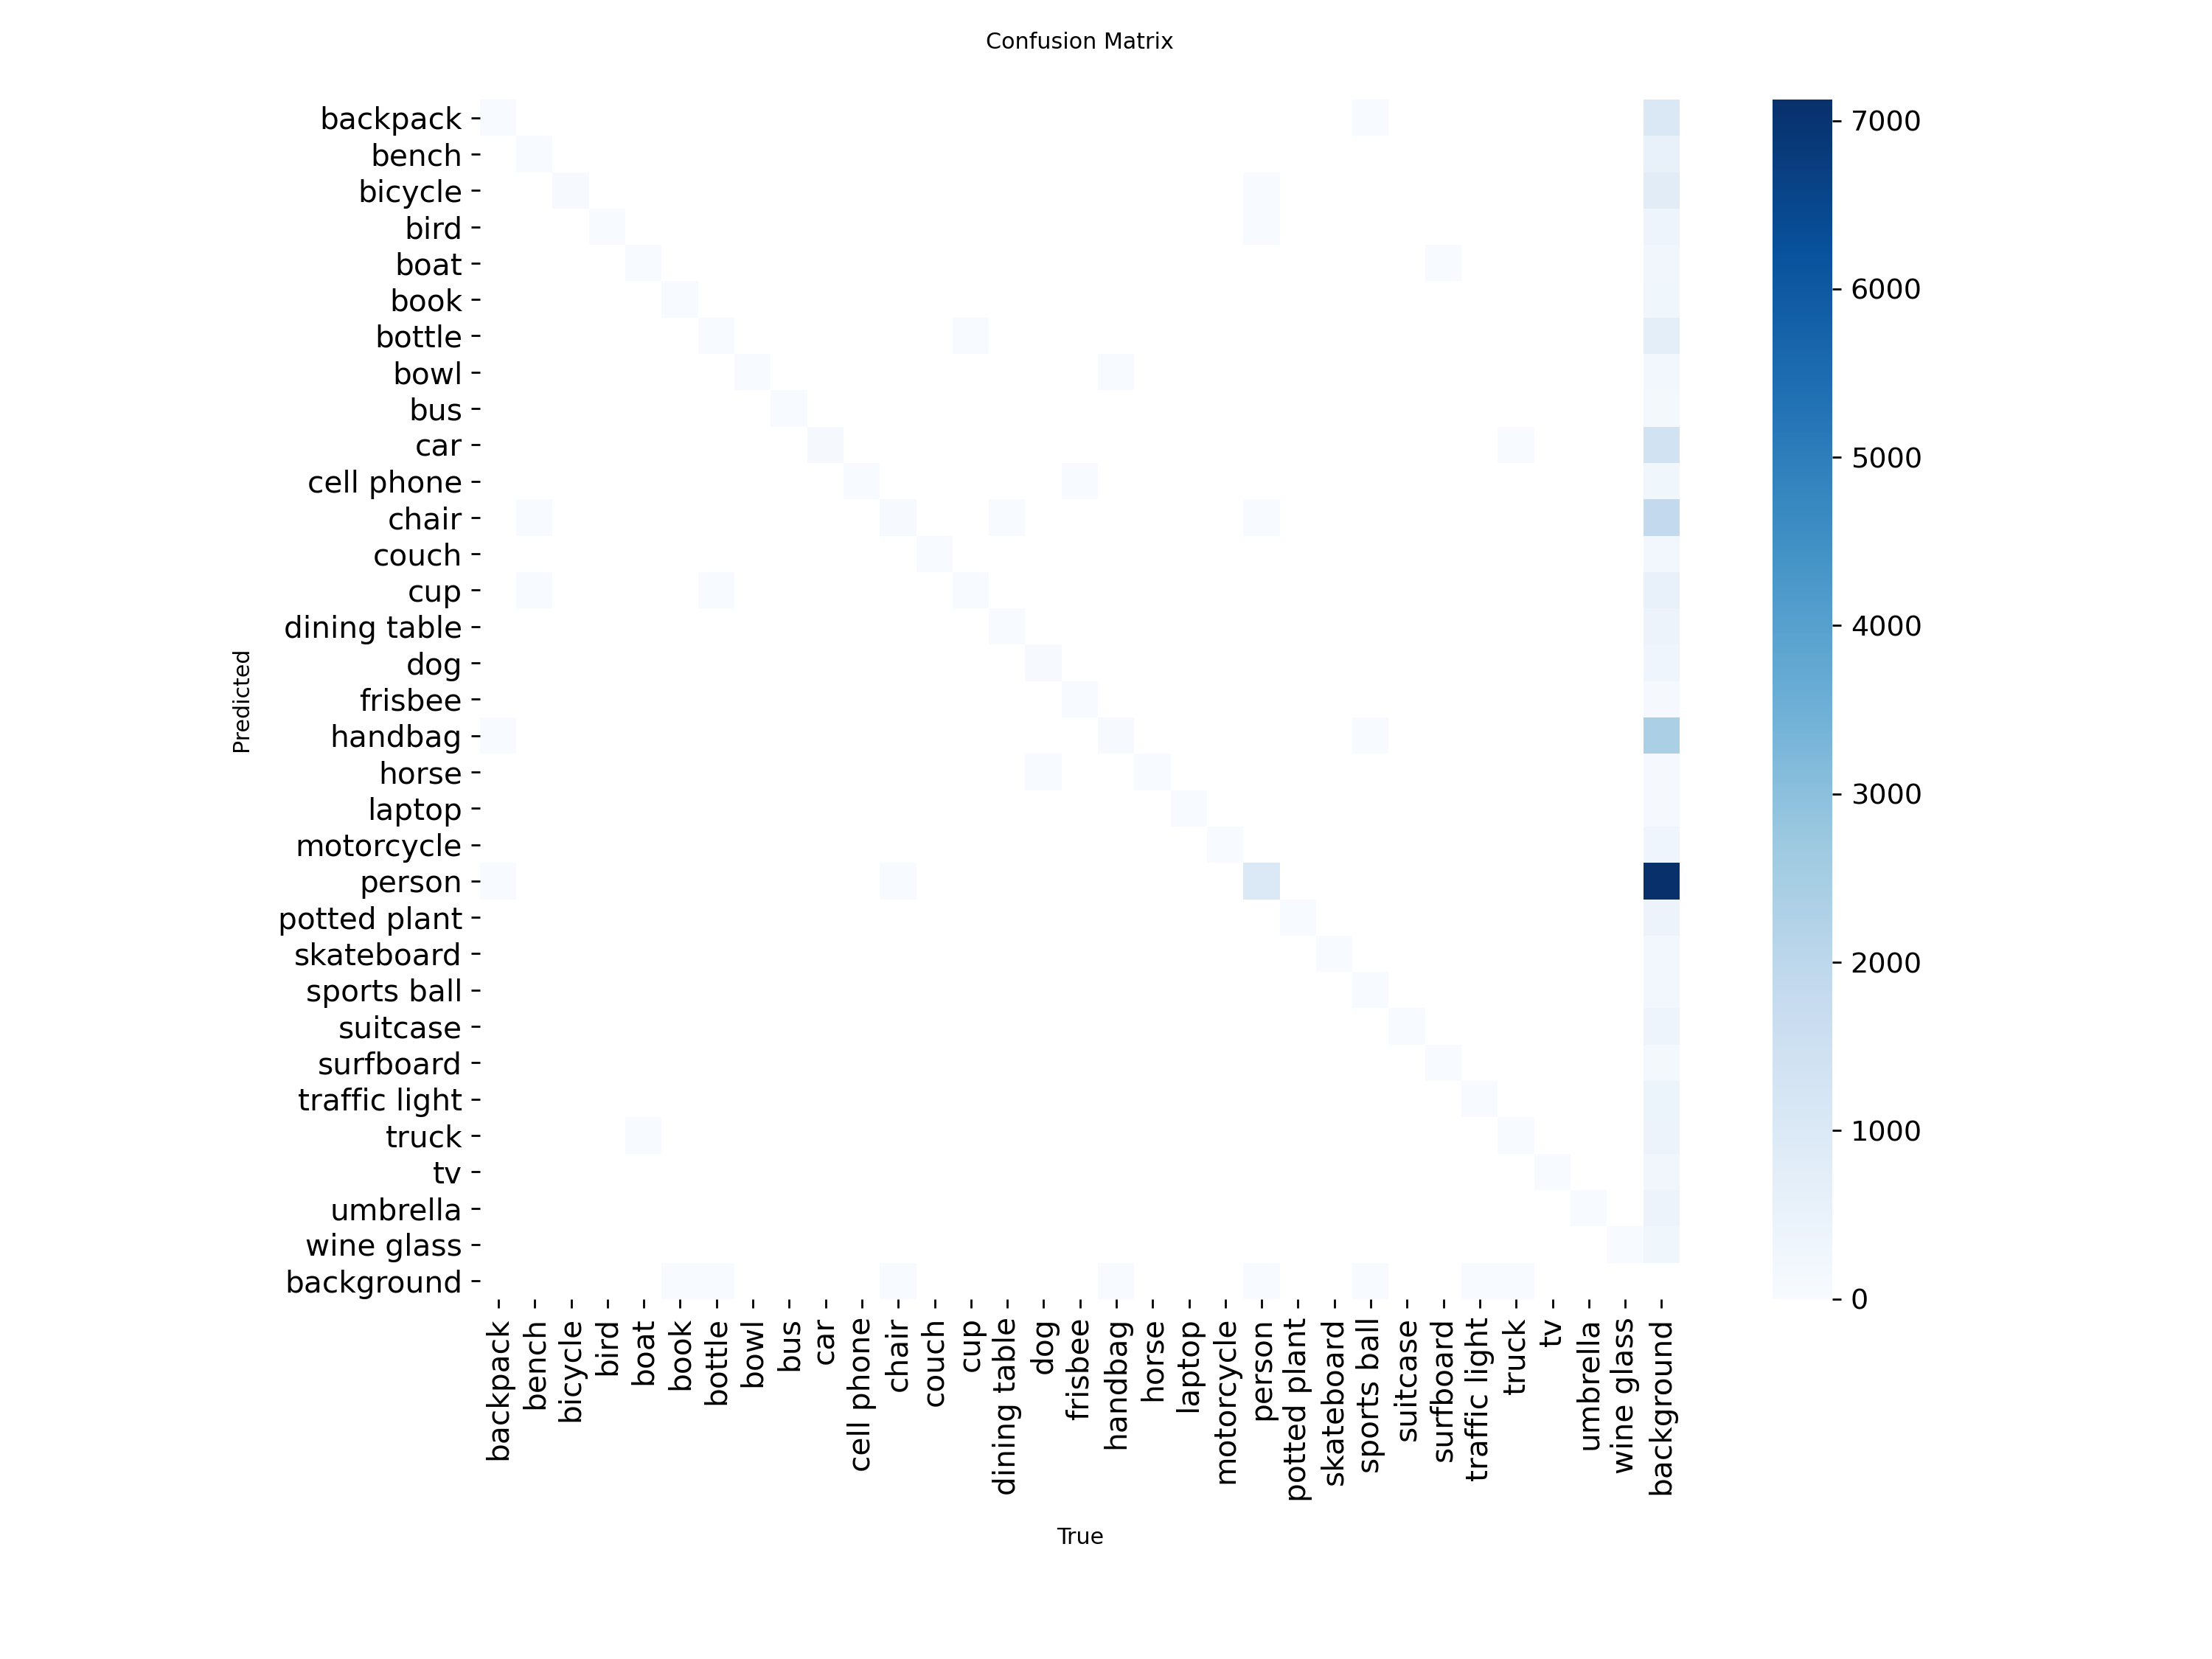 Confusion Matrix
Predicted
backpack
bench
bicycle
bird
boat
book
bottle
bowl
bus
car
cell phone
chair
couch
cup
dining table
dog
frisbee
handbag
horse
laptop
motorcycle
person
potted plant
skateboard
sports ball
suitcase
surfboard
traffic light
truck
tv
umbrella
wine glass
background
backpack
bench
bicycle
bird
boat
book
bottle
bowl
bus
car
cell phone
chair
couch
cup
dining table
dog
frisbee
handbag
horse
laptop
motorcycle
person
potted plant
skateboard
sports ball
suitcase
surfboard
traffic light
truck
tv
umbrella
wine glass
background
True
7000
6000
5000
4000
3000
2000
1000
0